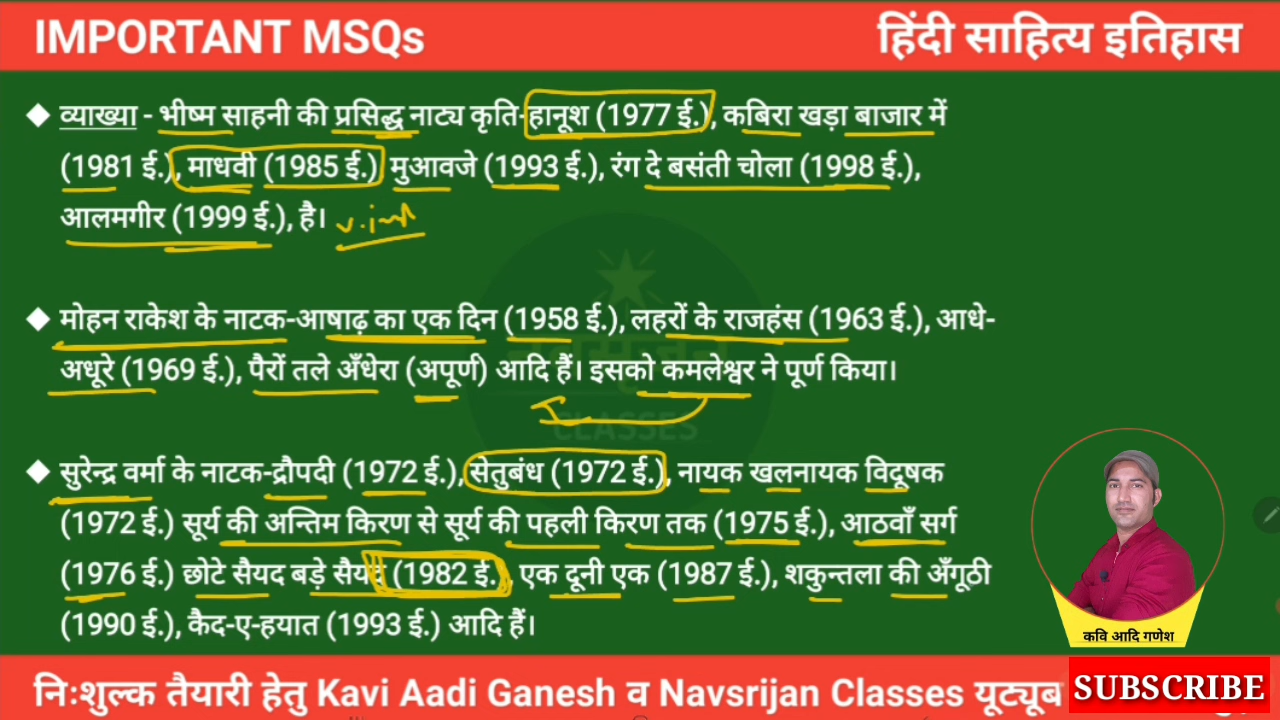 IMPORTANT MSQs हिंदी साहित्य इतिहास
◆ व्याख्या - भीष्म साहनी की प्रसिद्ध नाट्य कृति-हानूश (1977 ई.), कबिरा खड़ा बाजार में
(1981 ई.), माधवी (1985 ई.) मुआवजे (1993 ई.), रंग दे बसंती चोला (1998 ई.),
आलमगीर (1999 ई.), है। v.imp
◆ मोहन राकेश के नाटक-आषाढ़ का एक दिन (1958 ई.), लहरों के राजहंस (1963 ई.), आधे-
अधूरे (1969 ई.), पैरों तले अँधेरा (अपूर्ण) आदि हैं। इसको कमलेश्वर ने पूर्ण किया।
CLASSES
◆ सुरेन्द्र वर्मा के नाटक-द्रौपदी (1972 ई.), सेतुबंध (1972 ई.), नायक खलनायक विदूषक
(1972 ई.) सूर्य की अन्तिम किरण से सूर्य की पहली किरण तक (1975 ई.), आठवाँ सर्ग
(1976 ई.) छोटे सैयद बड़े सैयद (1982 ई.), एक दूनी एक (1987 ई.), शकुन्तला की अँगूठी
(1990 ई.), कैद-ए-हयात (1993 ई.) आदि हैं।
कवि आदि गणेश
निःशुल्क तैयारी हेतु Kavi Aadi Ganesh व Navsrijan Classes यूट्यूब SUBSCRIBE